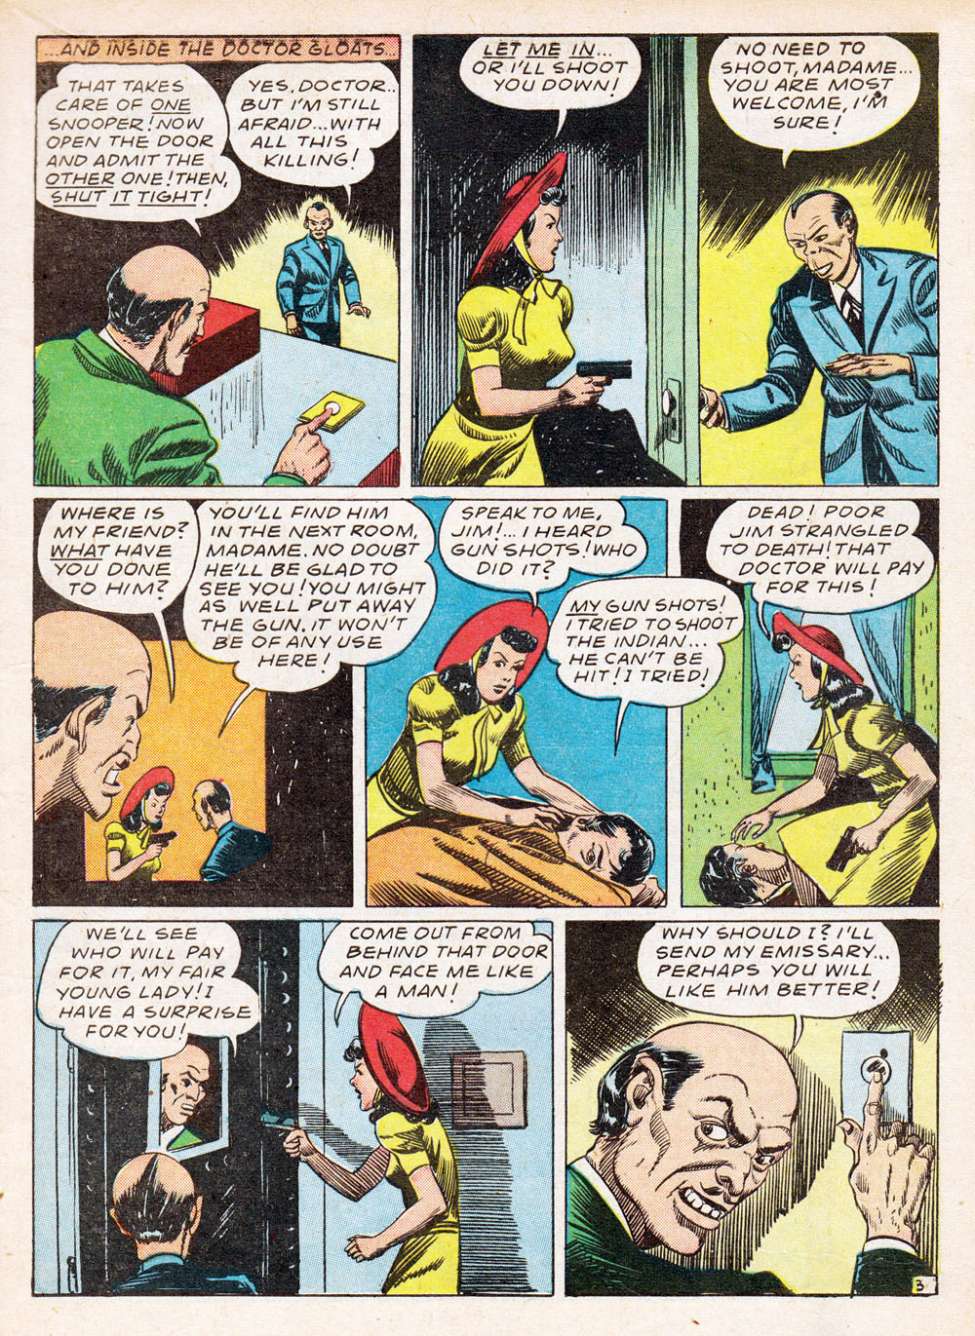 ...AND INSIDE THE DOCTOR GLOATS...
THAT TAKES
CARE OF ONE
SNOOPER! NOW
OPEN THE DOOR
AND ADMIT THE
OTHER ONE! THEN,
SHUT IT TIGHT!
YES, DOCTOR..
BUT I'M STILL
AFRAID...WITH
ALL THIS
KILLING!
LET ME IN...
OR I'LL SHOOT
YOU DOWN!
NO NEED TO
SHOOT, MADAME...
YOU ARE MOST
WELCOME, I'M
SURE!
WHERE IS
MY FRIEND?
WHAT HAVE
YOU DONE
TO HIM?
YOU'LL FIND HIM
IN THE NEXT ROOM,
MADAME. NO DOUBT
HE'LL BE GLAD TO
SEE YOU! YOU MIGHT
AS WELL PUT AWAY
THE GUN, IT WON'T
BE OF ANY USE
HERE!
SPEAK TO ME,
JIM!... I HEARD
GUN SHOTS! WHO
DID IT?
MY GUN SHOTS!
I TRIED TO SHOOT
THE INDIAN...
HE CAN'T BE
HIT! I TRIED!
DEAD! POOR
JIM STRANGLED
TO DEATH! THAT
DOCTOR WILL PAY
FOR THIS!
WE'LL SEE
WHO WILL PAY
FOR IT, MY FAIR
YOUNG LADY! I
HAVE A SURPRISE
FOR YOU!
COME OUT FROM
BEHIND THAT DOOR
AND FACE ME LIKE
A MAN!
WHY SHOULD I? I'LL
SEND MY EMISSARY...
PERHAPS YOU WILL
LIKE HIM BETTER!
3